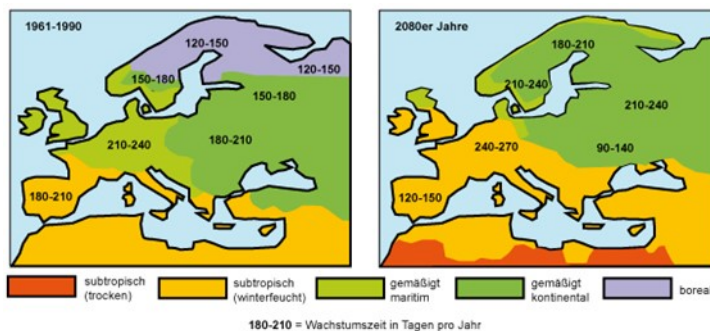 1961-1990
120-150
120-150
150-180
150-180
210-240
180-210
180-210
2080er Jahre
180-210
210-240
210-240
240-270
90-140
120-150
subtropisch
(trocken)
subtropisch
(winterfeucht)
gemäßigt
maritim
gemäßigt
kontinental
boreal
180-210 = Wachstumszeit in Tagen pro Jahr